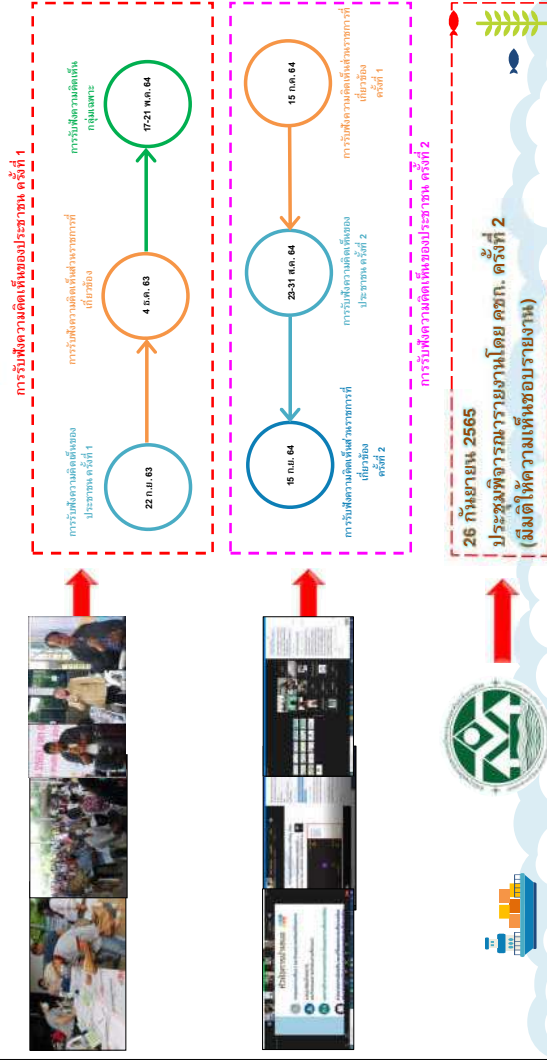 การรับฟังความคิดเห็นของประชาชน ครั้งที่ 1
การรับฟังความคิดเห็นของ
ประชาชน ครั้งที่ 1
22 ก.ย. 63
การรับฟังความคิดเห็นส่วนราชการที่
เกี่ยวข้อง
4 ธ.ค. 63
การรับฟังความคิดเห็น
กลุ่มเฉพาะ
17-21 พ.ค. 64
15 ก.ย. 64
การรับฟังความคิดเห็นส่วนราชการที่
เกี่ยวข้อง
ครั้งที่ 2
23-31 ส.ค. 64
การรับฟังความคิดเห็นของ
ประชาชน ครั้งที่ 2
15 ก.ค. 64
การรับฟังความคิดเห็นส่วนราชการที่
เกี่ยวข้อง
ครั้งที่ 1
การรับฟังความคิดเห็นของประชาชน ครั้งที่ 2
26 กันยายน 2565
ประชุมพิจารณารายงานโดย คชก. ครั้งที่ 2
(มีมติให้ความเห็นชอบรายงาน)